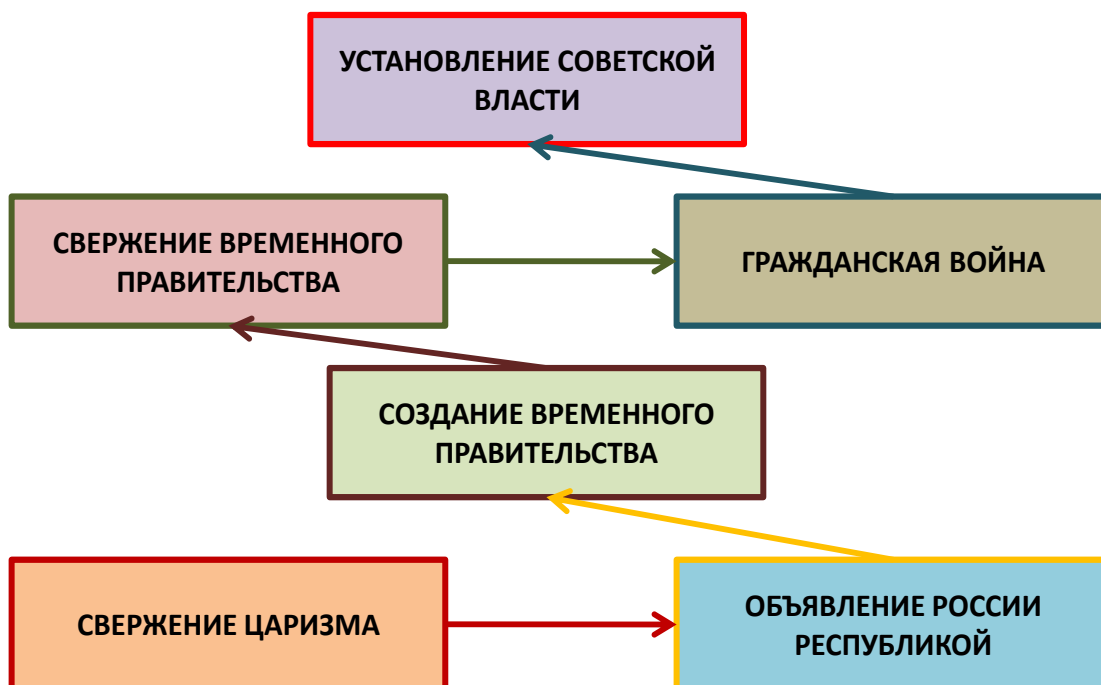 УСТАНОВЛЕНИЕ СОВЕТСКОЙ
ВЛАСТИ
СВЕРЖЕНИЕ ВРЕМЕННОГО
ПРАВИТЕЛЬСТВА
ГРАЖДАНСКАЯ ВОЙНА
СОЗДАНИЕ ВРЕМЕННОГО
ПРАВИТЕЛЬСТВА
СВЕРЖЕНИЕ ЦАРИЗМА
ОБЪЯВЛЕНИЕ РОССИИ
РЕСПУБЛИКОЙ